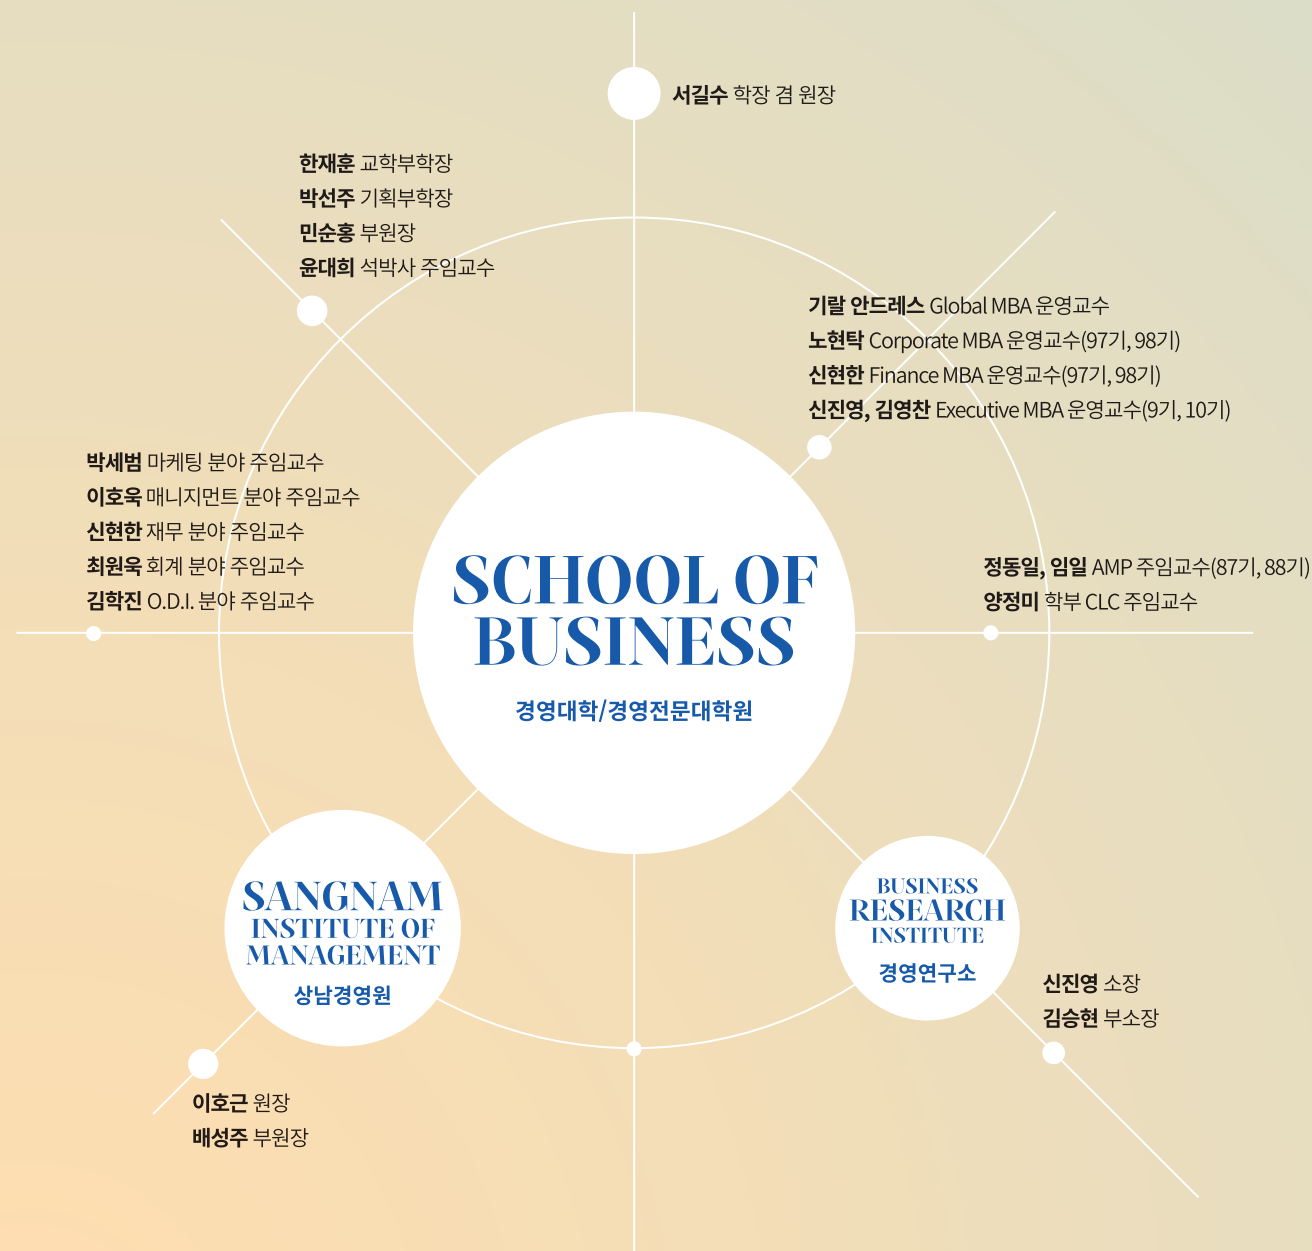 서길수 학장 겸 원장
한재훈 교학부학장
박선주 기획부학장
민순홍 부원장
윤대희 석박사 주임교수
기랄 안드레스 Global MBA 운영교수
노현탁 Corporate MBA 운영교수(97기, 98기)
신현한 Finance MBA 운영교수(97기, 98기)
신진영, 김영찬 Executive MBA 운영교수(9기, 10기)
박세범 마케팅 분야 주임교수
이호욱 매니지먼트 분야 주임교수
신현한 재무 분야 주임교수
최원욱 회계 분야 주임교수
김학진 O.D.I. 분야 주임교수
정동일, 임일 AMP 주임교수(87기, 88기)
양정미 학부 CLC 주임교수
SCHOOL OF
BUSINESS
경영대학/경영전문대학원
SANGNAM
INSTITUTE OF
MANAGEMENT
상남경영원
BUSINESS
RESEARCH
INSTITUTE
경영연구소
신진영 소장
김승현 부소장
이호근 원장
배성주 부원장